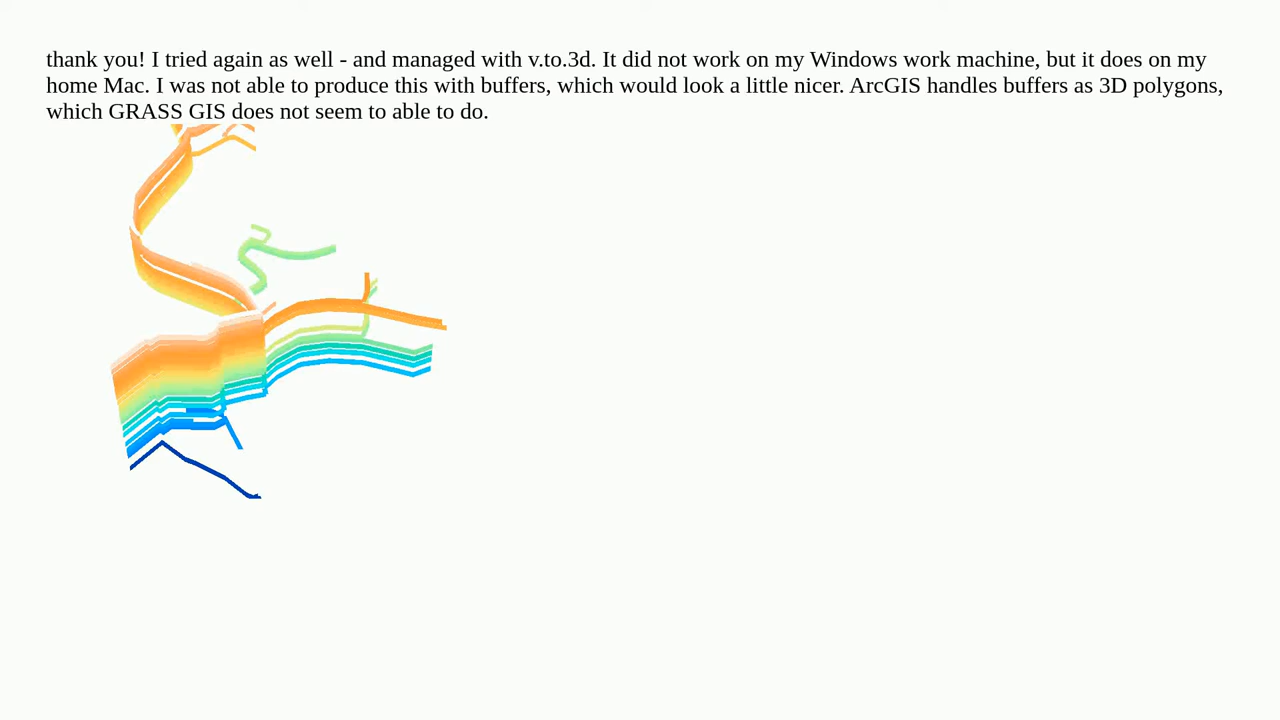 thank you! I tried again as well - and managed with v.to.3d. It did not work on my Windows work machine, but it does on my
home Mac. I was not able to produce this with buffers, which would look a little nicer. ArcGIS handles buffers as 3D polygons,
which GRASS GIS does not seem to able to do.